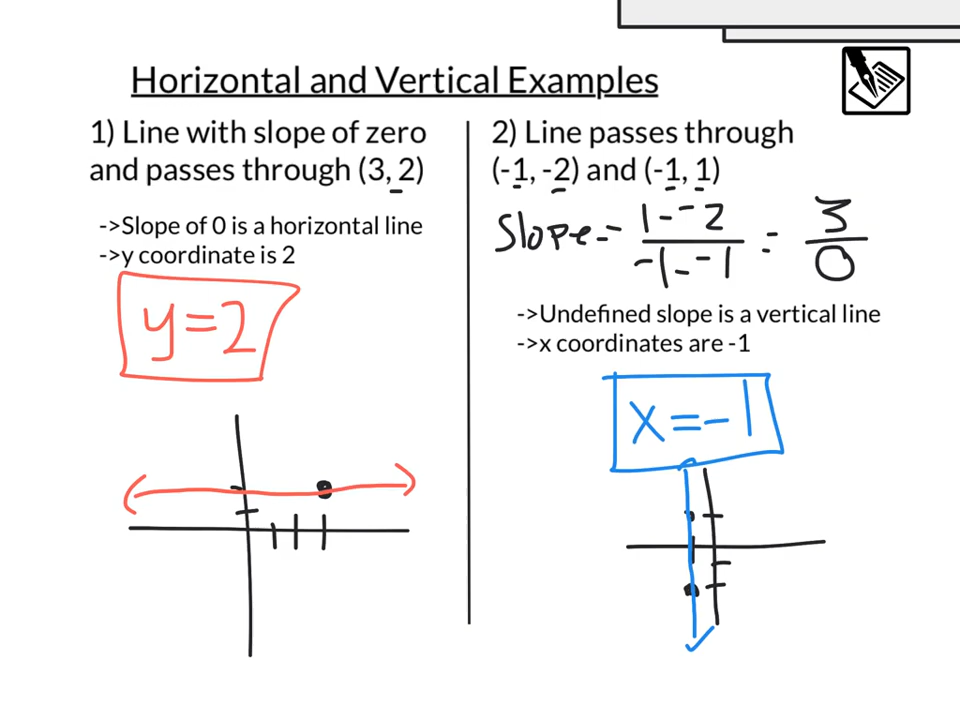 Horizontal and Vertical Examples
1) Line with slope of zero
and passes through (3, 2)
->Slope of 0 is a horizontal line
->y coordinate is 2
y=2
2) Line passes through
(-1, -2) and (-1, 1)
Slope = 1--2 / -1--1 = 3/0
->Undefined slope is a vertical line
->x coordinates are -1
x=-1